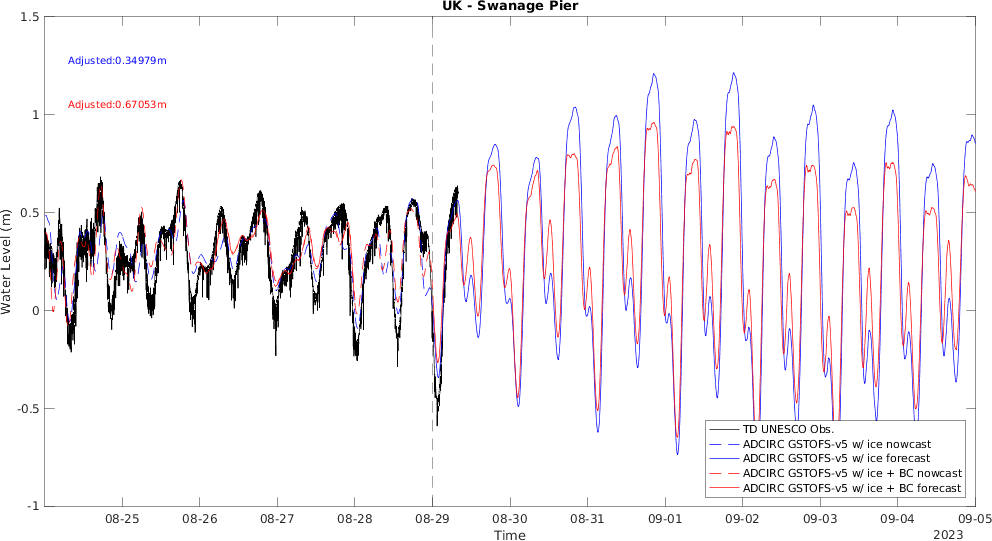 UK - Swanage Pier
1.5
1
0.5
0
-0.5
-1
Water Level (m)
Adjusted:0.34979m
Adjusted:0.67053m
TD UNESCO Obs.
ADCIRC GSTOFS-v5 w/ ice nowcast
ADCIRC GSTOFS-v5 w/ ice forecast
ADCIRC GSTOFS-v5 w/ ice + BC nowcast
ADCIRC GSTOFS-v5 w/ ice + BC forecast
08-25 08-26 08-27 08-28 08-29 08-30 08-31 09-01 09-02 09-03 09-04 09-05
Time
2023